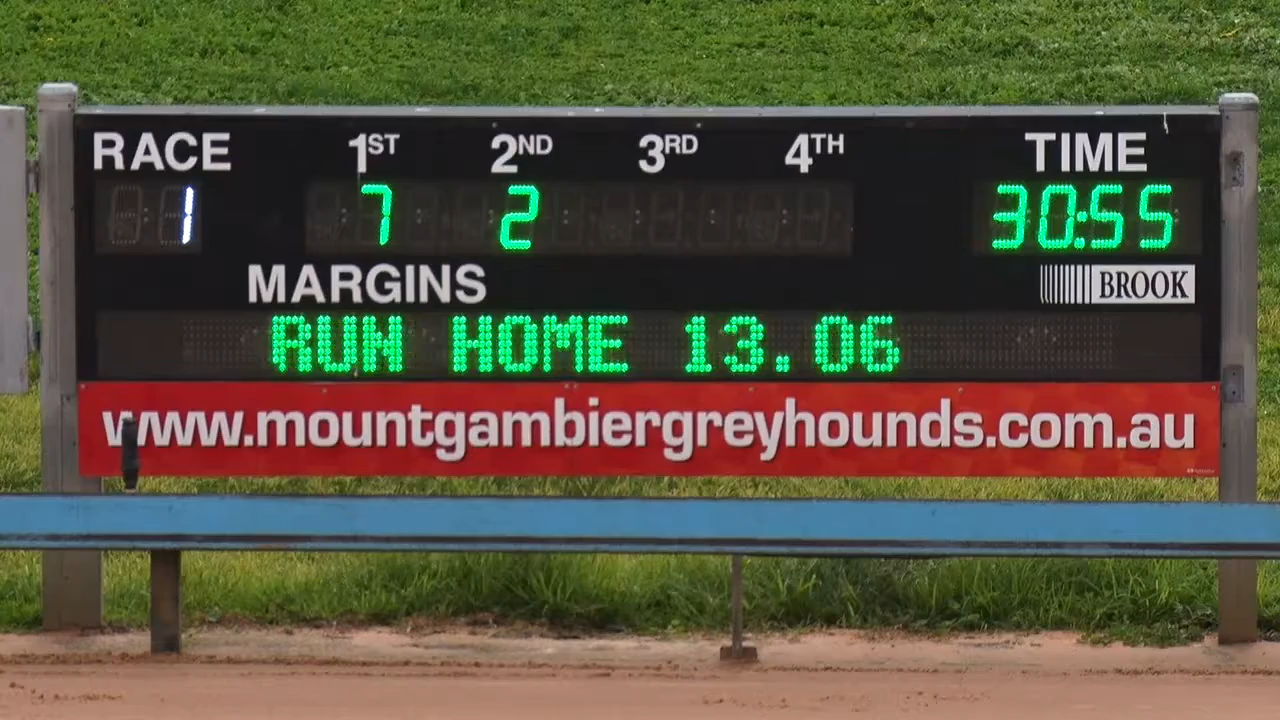 RACE 1ST 2ND 3RD 4TH TIME
1 7 2 30:55
MARGINS BROOK
RUN HOME 13.06
www.mountgambiergreyhounds.com.au